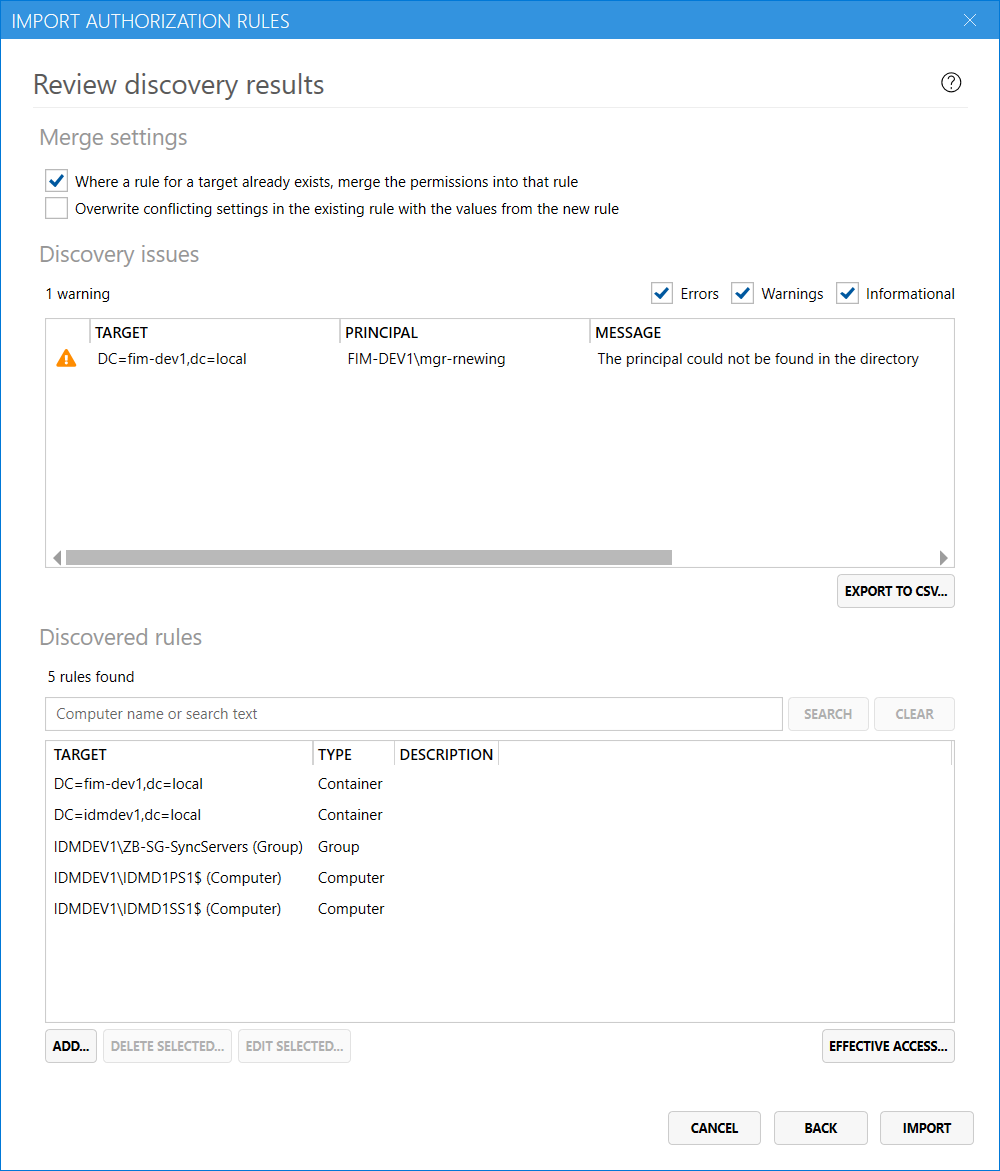 IMPORT AUTHORIZATION RULES
Review discovery results
Merge settings
Where a rule for a target already exists, merge the permissions into that rule
Overwrite conflicting settings in the existing rule with the values from the new rule
Discovery issues
1 warning Errors Warnings Informational
TARGET PRINCIPAL MESSAGE
DC=fim-dev1,dc=local FIM-DEV1\mgr-rnewing The principal could not be found in the directory
EXPORT TO CSV...
Discovered rules
5 rules found
Computer name or search text SEARCH CLEAR
TARGET TYPE DESCRIPTION
DC=fim-dev1,dc=local Container
DC=idmdev1,dc=local Container
IDMDEV1\ZB-SG-SyncServers (Group) Group
IDMDEV1\IDMD1PS1$ (Computer) Computer
IDMDEV1\IDMD1SS1$ (Computer) Computer
ADD... DELETE SELECTED... EDIT SELECTED... EFFECTIVE ACCESS...
CANCEL BACK IMPORT